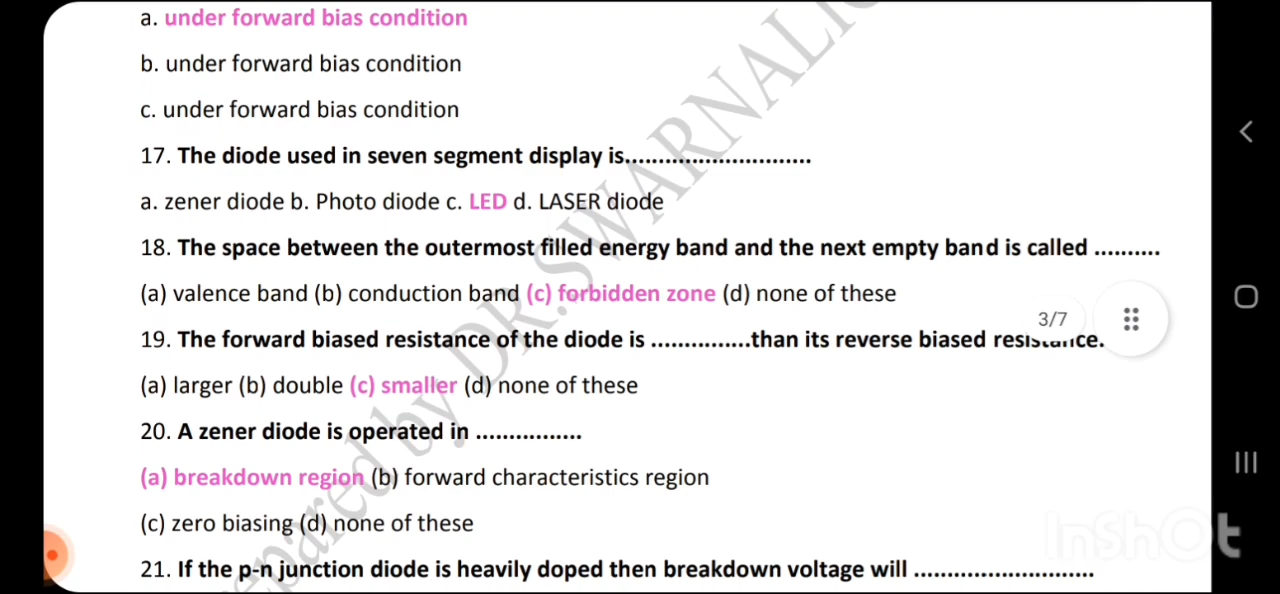 a. under forward bias condition
b. under forward bias condition
c. under forward bias condition
17. The diode used in seven segment display is...........................
a. zener diode b. Photo diode c. LED d. LASER diode
18. The space between the outermost filled energy band and the next empty band is called ..........
(a) valence band (b) conduction band (c) forbidden zone (d) none of these
3/7
19. The forward biased resistance of the diode is ...............than its reverse biased resistance.
(a) larger (b) double (c) smaller (d) none of these
20. A zener diode is operated in ................
(a) breakdown region (b) forward characteristics region
(c) zero biasing (d) none of these
21. If the p-n junction diode is heavily doped then breakdown voltage will ...........................
by DR.SWARNALI
InShOt